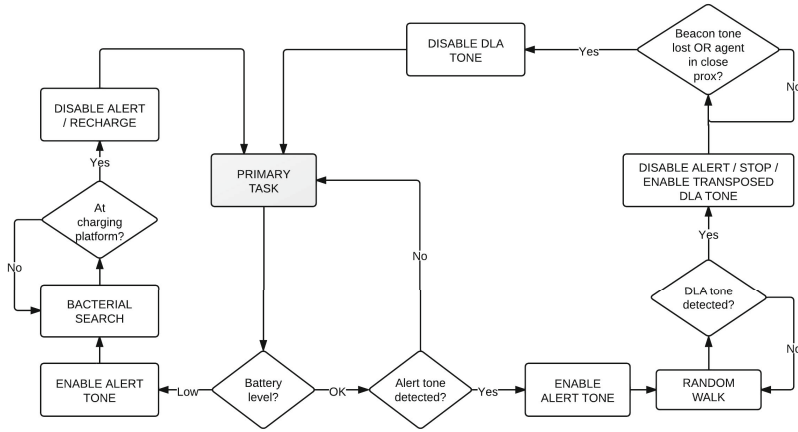 Beacon tone
lost OR agent
in close
prox?
No
Yes
DISABLE DLA
TONE
DISABLE ALERT
/ RECHARGE
Yes
At
charging
platform?
No
BACTERIAL
SEARCH
ENABLE ALERT
TONE
PRIMARY
TASK
Low
Battery
level?
OK
Alert tone
detected?
No
Yes
ENABLE
ALERT TONE
RANDOM
WALK
DLA tone
detected?
No
Yes
DISABLE ALERT / STOP /
ENABLE TRANSPOSED
DLA TONE